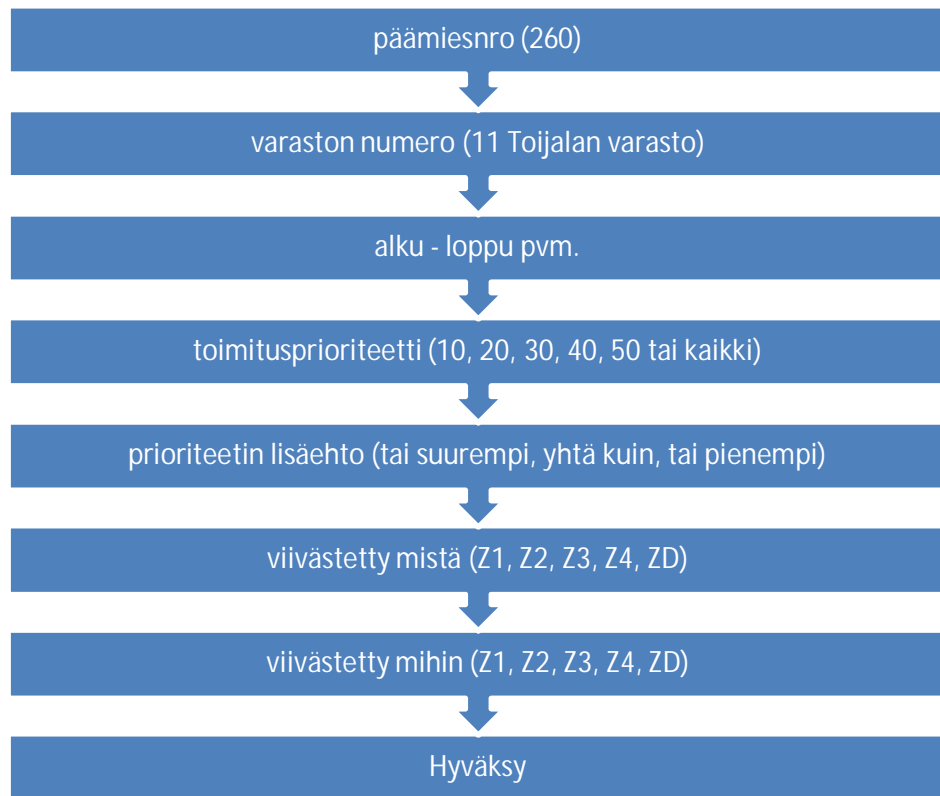 päämiesnro (260)
varaston numero (11 Toijalan varasto)
alku - loppu pvm.
toimitusprioriteetti (10, 20, 30, 40, 50 tai kaikki)
prioriteetin lisäehto (tai suurempi, yhtä kuin, tai pienempi)
viivästetty mistä (Z1, Z2, Z3, Z4, ZD)
viivästetty mihin (Z1, Z2, Z3, Z4, ZD)
Hyväksy